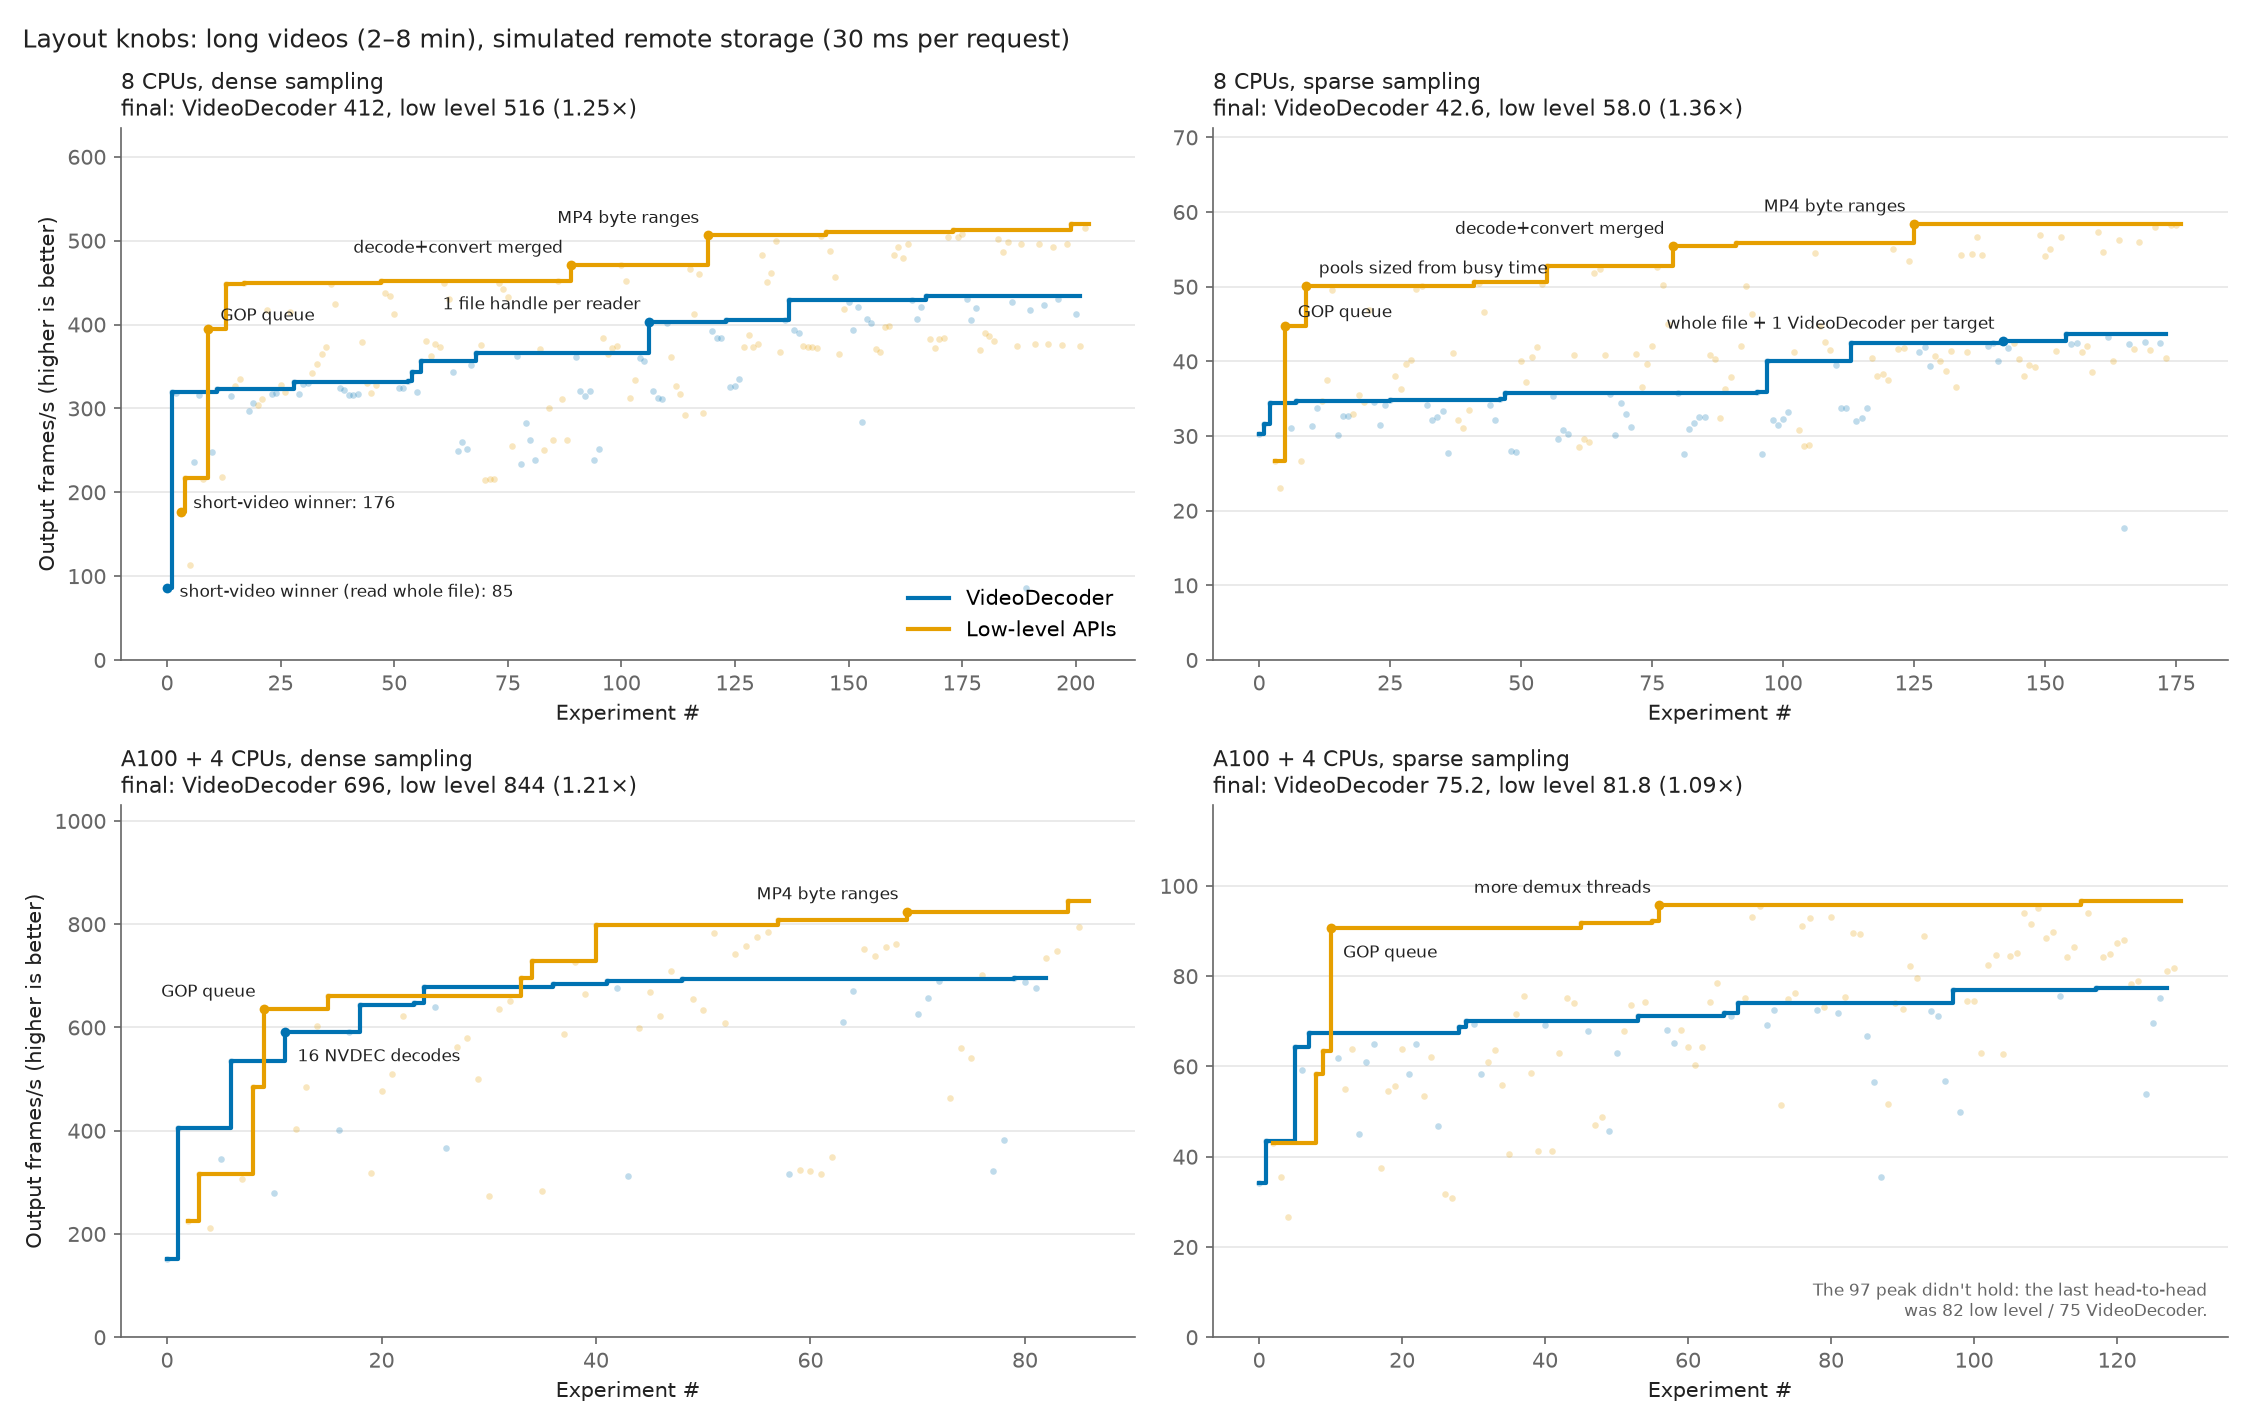 Layout knobs: long videos (2–8 min), simulated remote storage (30 ms per request)
8 CPUs, dense sampling
final: VideoDecoder 412, low level 516 (1.25×)
Output frames/s (higher is better)
600
500
400
300
200
100
0
MP4 byte ranges
decode+convert merged
1 file handle per reader
GOP queue
short-video winner: 176
short-video winner (read whole file): 85
VideoDecoder
Low-level APIs
0 25 50 75 100 125 150 175 200
Experiment #
8 CPUs, sparse sampling
final: VideoDecoder 42.6, low level 58.0 (1.36×)
70
60
50
40
30
20
10
0
MP4 byte ranges
decode+convert merged
pools sized from busy time
GOP queue
whole file + 1 VideoDecoder per target
0 25 50 75 100 125 150 175
Experiment #
A100 + 4 CPUs, dense sampling
final: VideoDecoder 696, low level 844 (1.21×)
Output frames/s (higher is better)
1000
800
600
400
200
0
MP4 byte ranges
GOP queue
16 NVDEC decodes
0 20 40 60 80
Experiment #
A100 + 4 CPUs, sparse sampling
final: VideoDecoder 75.2, low level 81.8 (1.09×)
100
80
60
40
20
0
more demux threads
GOP queue
The 97 peak didn't hold: the last head-to-head
was 82 low level / 75 VideoDecoder.
0 20 40 60 80 100 120
Experiment #